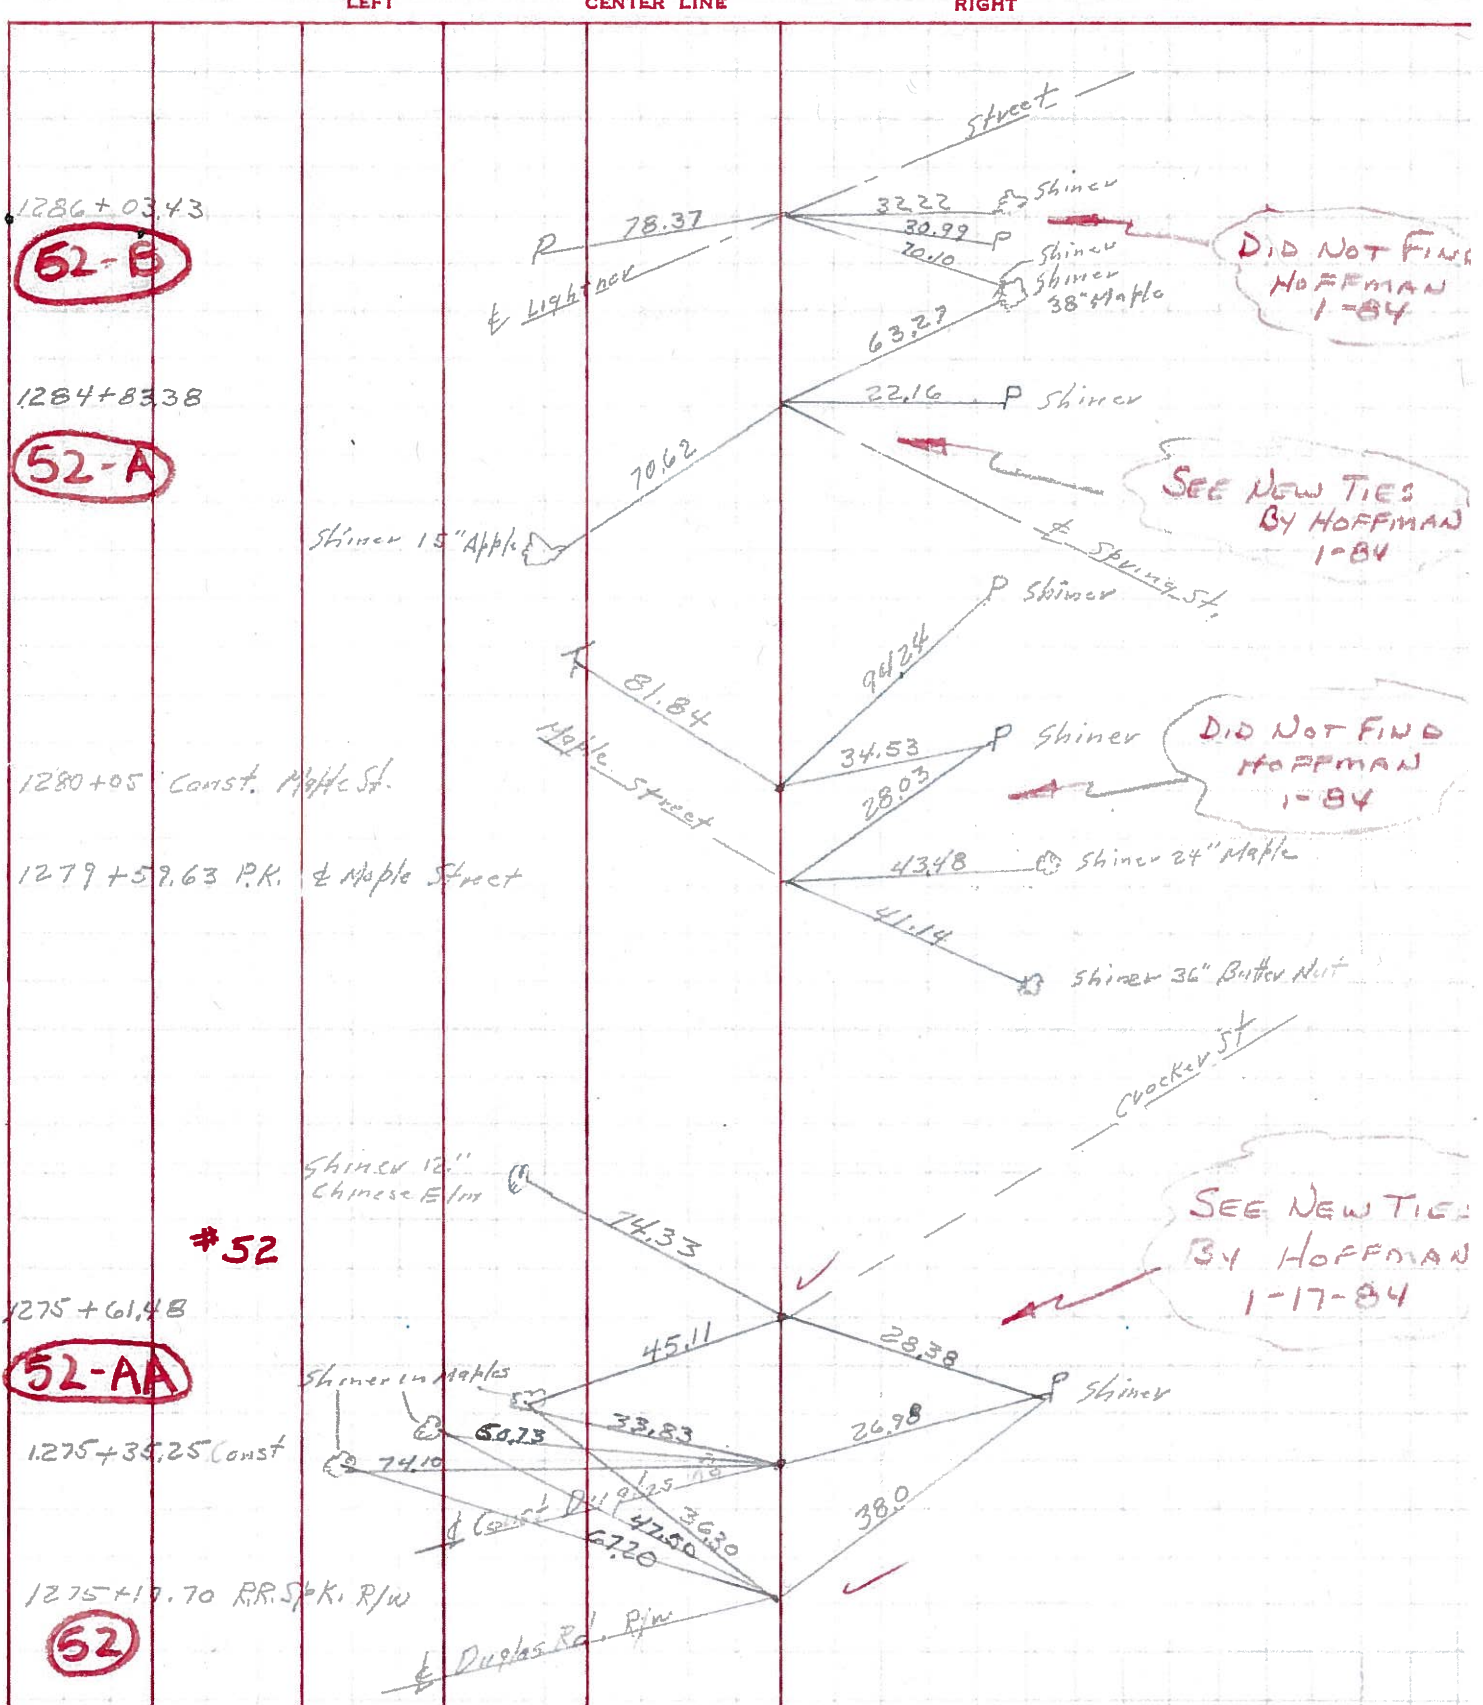 LEFT CENTER LINE RIGHT
Street
1286+03.43
52-B
78.37
32.22 Shiner
30.99 P
P
70.10
Shiner
Shiner
38" Maple
℄ Lightner
DID NOT FIND
HOFFMAN
1-84
63.27
1284+83.38
22.16 P Shiner
52-A
70.62
SEE NEW TIES
BY HOFFMAN
1-84
Shiner 15" Apple
℄ Spring St.
P Shiner
94.24
81.84
Maple Street
34.53 P Shiner
DID NOT FIND
HOFFMAN
1-84
1280+05 Const. Maple St.
28.03
1279+59.63 P.K. ℄ Maple Street
43.48 Shiner 24" Maple
41.14
Shiner 36" Butter Nut
Crocker St
Shiner 12"
Chinese Elm
74.33
#52
SEE NEW TIES
BY HOFFMAN
1-17-84
1275+61.48
45.11
28.38
52-AA
Shiner in Maples
P Shiner
33.83
26.98
50.73
1275+35.25 Const
74.10
℄ Const
36.30
47.50
67.20
38.0
1275+17.70 R.R. Spk. R/W
52
℄ Duglas Rd. R/W